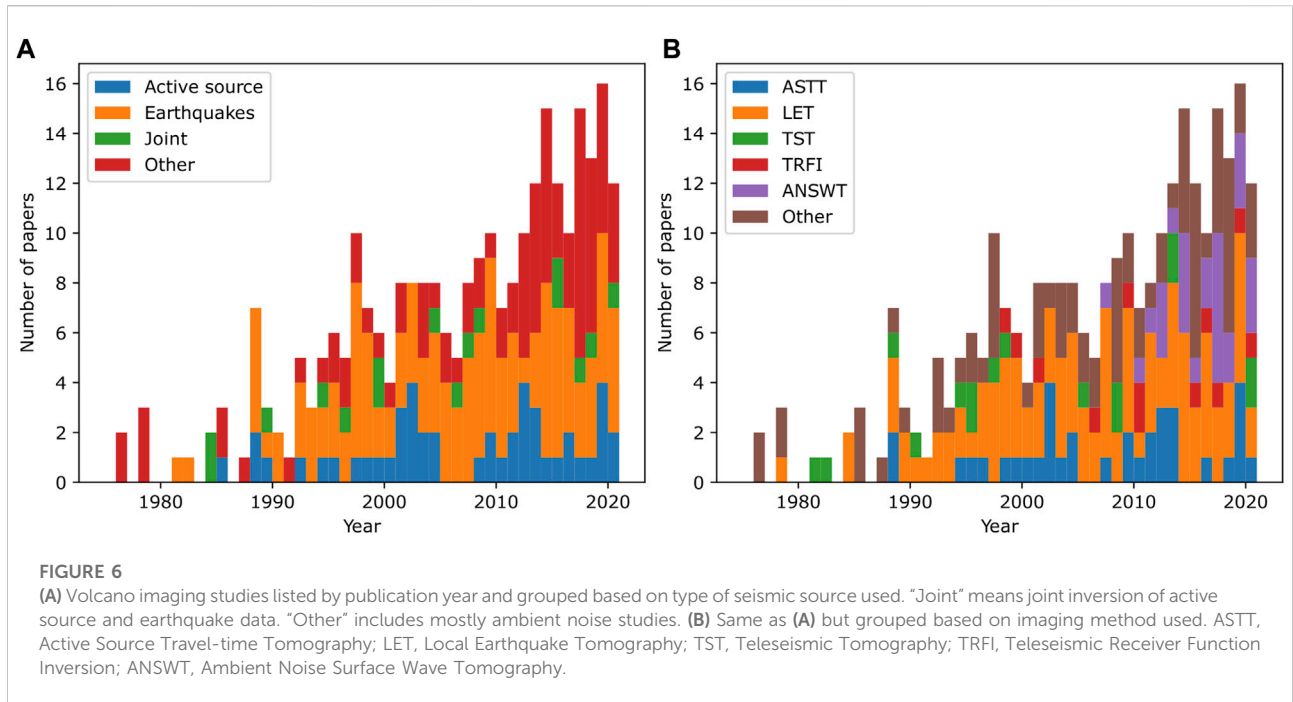 A
Active source
Earthquakes
Joint
Other
16
14
12
10
8
6
4
2
0
Number of papers
1980
1990
2000
2010
2020
Year
B
ASTT
LET
TST
TRFI
ANSWT
Other
16
14
12
10
8
6
4
2
0
Number of papers
1980
1990
2000
2010
2020
Year
FIGURE 6
(A) Volcano imaging studies listed by publication year and grouped based on type of seismic source used. “Joint” means joint inversion of active
source and earthquake data. “Other” includes mostly ambient noise studies. (B) Same as (A) but grouped based on imaging method used. ASTT,
Active Source Travel-time Tomography; LET, Local Earthquake Tomography; TST, Teleseismic Tomography; TRFI, Teleseismic Receiver Function
Inversion; ANSWT, Ambient Noise Surface Wave Tomography.